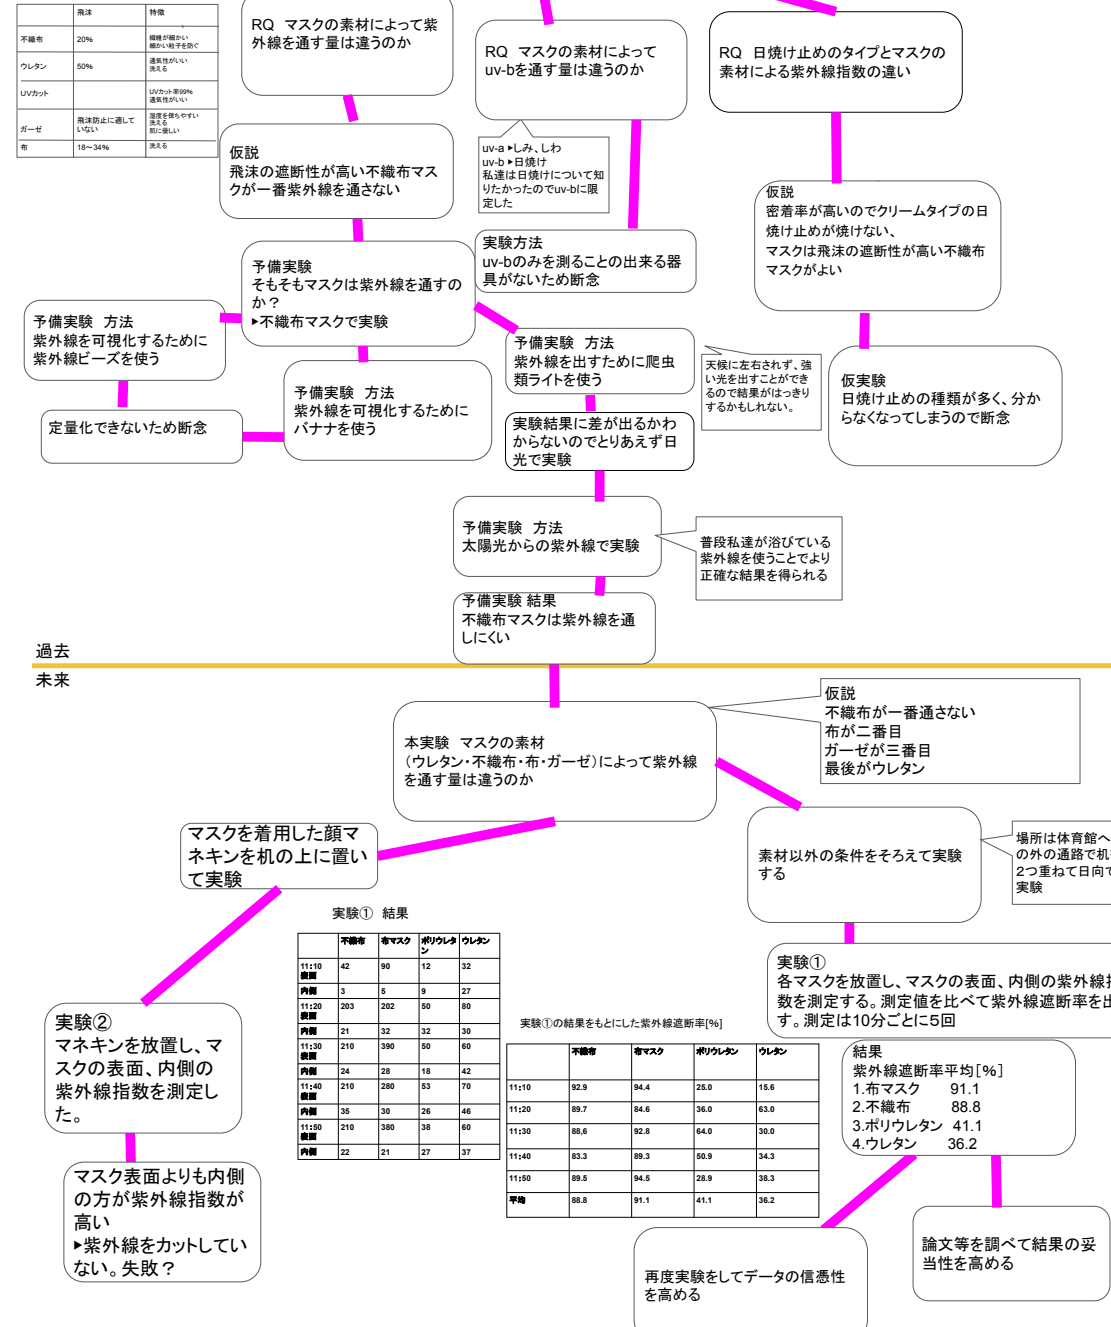 飛沫 特徴
不織布 20% 繊維が細かい
細かい粒子を防ぐ
ウレタン 50% 通気性がいい
洗える
UVカット UVカット率99%
通気性がいい
ガーゼ 飛沫防止に適して
いない 湿度を保ちやすい
洗える
肌に優しい
布 18〜34% 洗える
RQ マスクの素材によって紫
外線を通す量は違うのか
RQ マスクの素材によって
uv-bを通す量は違うのか
RQ 日焼け止めのタイプとマスクの
素材による紫外線指数の違い
仮説
飛沫の遮断性が高い不織布マス
クが一番紫外線を通さない
uv-a ▸しみ、しわ
uv-b ▸日焼け
私達は日焼けについて知
りたかったのでuv-bに限
定した
仮説
密着率が高いのでクリームタイプの日
焼け止めが焼けない、
マスクは飛沫の遮断性が高い不織布
マスクがよい
実験方法
uv-bのみを測ることの出来る器
具がないため断念
予備実験
そもそもマスクは紫外線を通すの
か？
▸不織布マスクで実験
予備実験 方法
紫外線を可視化するために
紫外線ビーズを使う
予備実験 方法
紫外線を出すために爬虫
類ライトを使う
天候に左右されず、強
い光を出すことができ
るので結果がはっきり
するかもしれない。
予備実験 方法
紫外線を可視化するために
バナナを使う
仮実験
日焼け止めの種類が多く、分か
らなくなってしまうので断念
定量化できないため断念
実験結果に差が出るかわ
からないのでとりあえず日
光で実験
予備実験 方法
太陽光からの紫外線で実験
普段私達が浴びている
紫外線を使うことでより
正確な結果を得られる
予備実験 結果
不織布マスクは紫外線を通
しにくい
過去
未来
本実験 マスクの素材
（ウレタン・不織布・布・ガーゼ）によって紫外線
を通す量は違うのか
仮説
不織布が一番通さない
布が二番目
ガーゼが三番目
最後がウレタン
マスクを着用した顔マ
ネキンを机の上に置い
て実験
素材以外の条件をそろえて実験
する
場所は体育館へ
の外の通路で机
2つ重ねて日向で
実験
実験① 結果
不織布 布マスク ポリウレタ
ン ウレタン
11:10
表面 42 90 12 32
内側 3 5 9 27
11:20
表面 203 202 50 80
内側 21 32 32 30
11:30
表面 210 390 50 60
内側 24 28 18 42
11:40
表面 210 280 53 70
内側 35 30 26 46
11:50
表面 210 380 38 60
内側 22 21 27 37
実験①
各マスクを放置し、マスクの表面、内側の紫外線指
数を測定する。測定値を比べて紫外線遮断率を出
す。測定は10分ごとに5回
実験②
マネキンを放置し、マ
スクの表面、内側の
紫外線指数を測定し
た。
実験①の結果をもとにした紫外線遮断率[%]
不織布 布マスク ポリウレタン ウレタン
11:10 92.9 94.4 25.0 15.6
11:20 89.7 84.6 36.0 63.0
11:30 88,6 92.8 64.0 30.0
11:40 83.3 89.3 50.9 34.3
11:50 89.5 94.5 28.9 38.3
平均 88.8 91.1 41.1 36.2
結果
紫外線遮断率平均[%]
1.布マスク 91.1
2.不織布 88.8
3.ポリウレタン 41.1
4.ウレタン 36.2
マスク表面よりも内側
の方が紫外線指数が
高い
▸紫外線をカットしてい
ない。失敗？
再度実験をしてデータの信憑性
を高める
論文等を調べて結果の妥
当性を高める